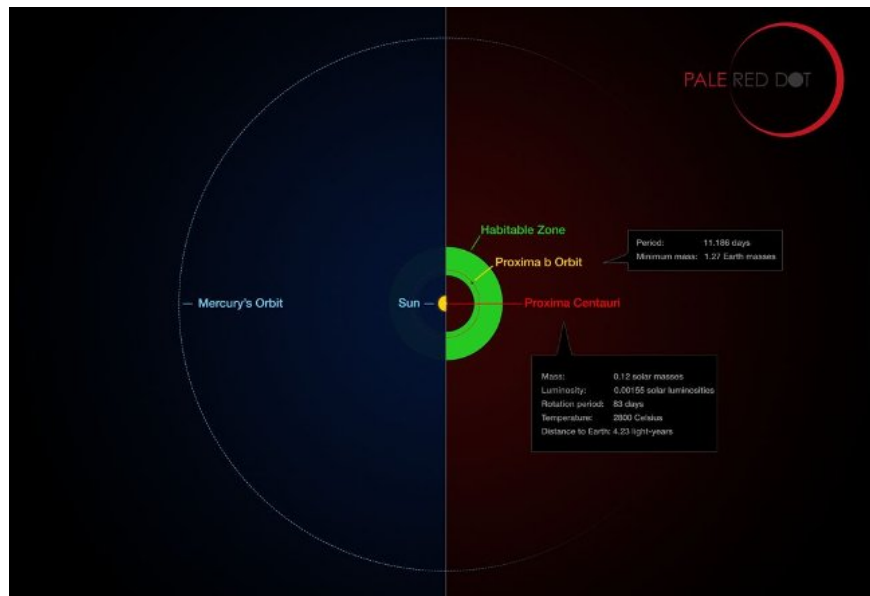 PALE RED DOT
Habitable Zone
Period: 11.186 days
Minimum mass: 1.27 Earth masses
Proxima b Orbit
Mercury's Orbit
Sun
Proxima Centauri
Mass: 0.12 solar masses
Luminosity: 0.00155 solar luminosities
Rotation period: 83 days
Temperature: 2800 Celsius
Distance to Earth: 4.23 light-years